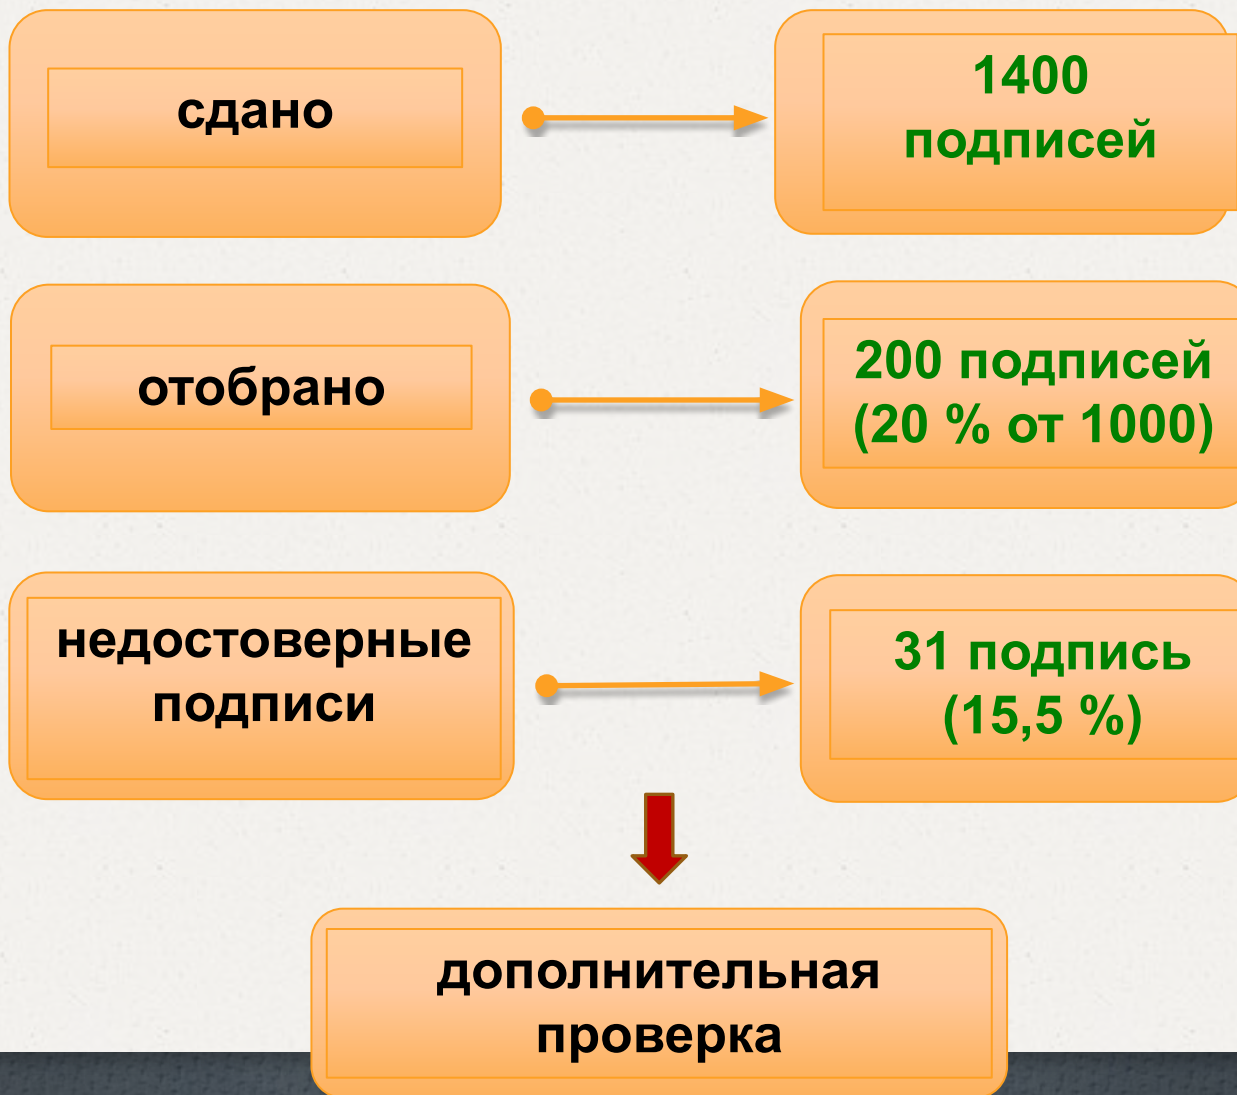 сдано
1400
подписей
отобрано
200 подписей
(20 % от 1000)
недостоверные
подписи
31 подпись
(15,5 %)
дополнительная
проверка